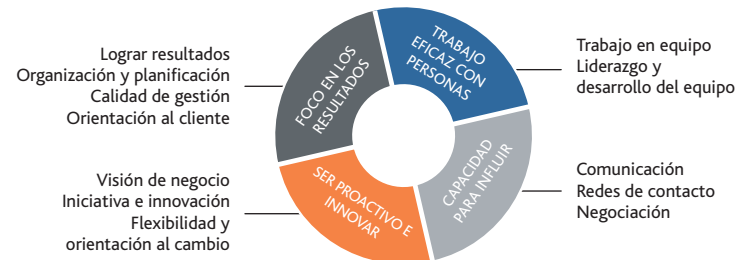 Lograr resultados
Organización y planificación
Calidad de gestión
Orientación al cliente
FOCO EN LOS
RESULTADOS
TRABAJO
EFICAZ CON
PERSONAS
Trabajo en equipo
Liderazgo y
desarrollo del equipo
Visión de negocio
Iniciativa e innovación
Flexibilidad y
orientación al cambio
SER PROACTIVO E
INNOVAR
CAPACIDAD
PARA INFLUIR
Comunicación
Redes de contacto
Negociación